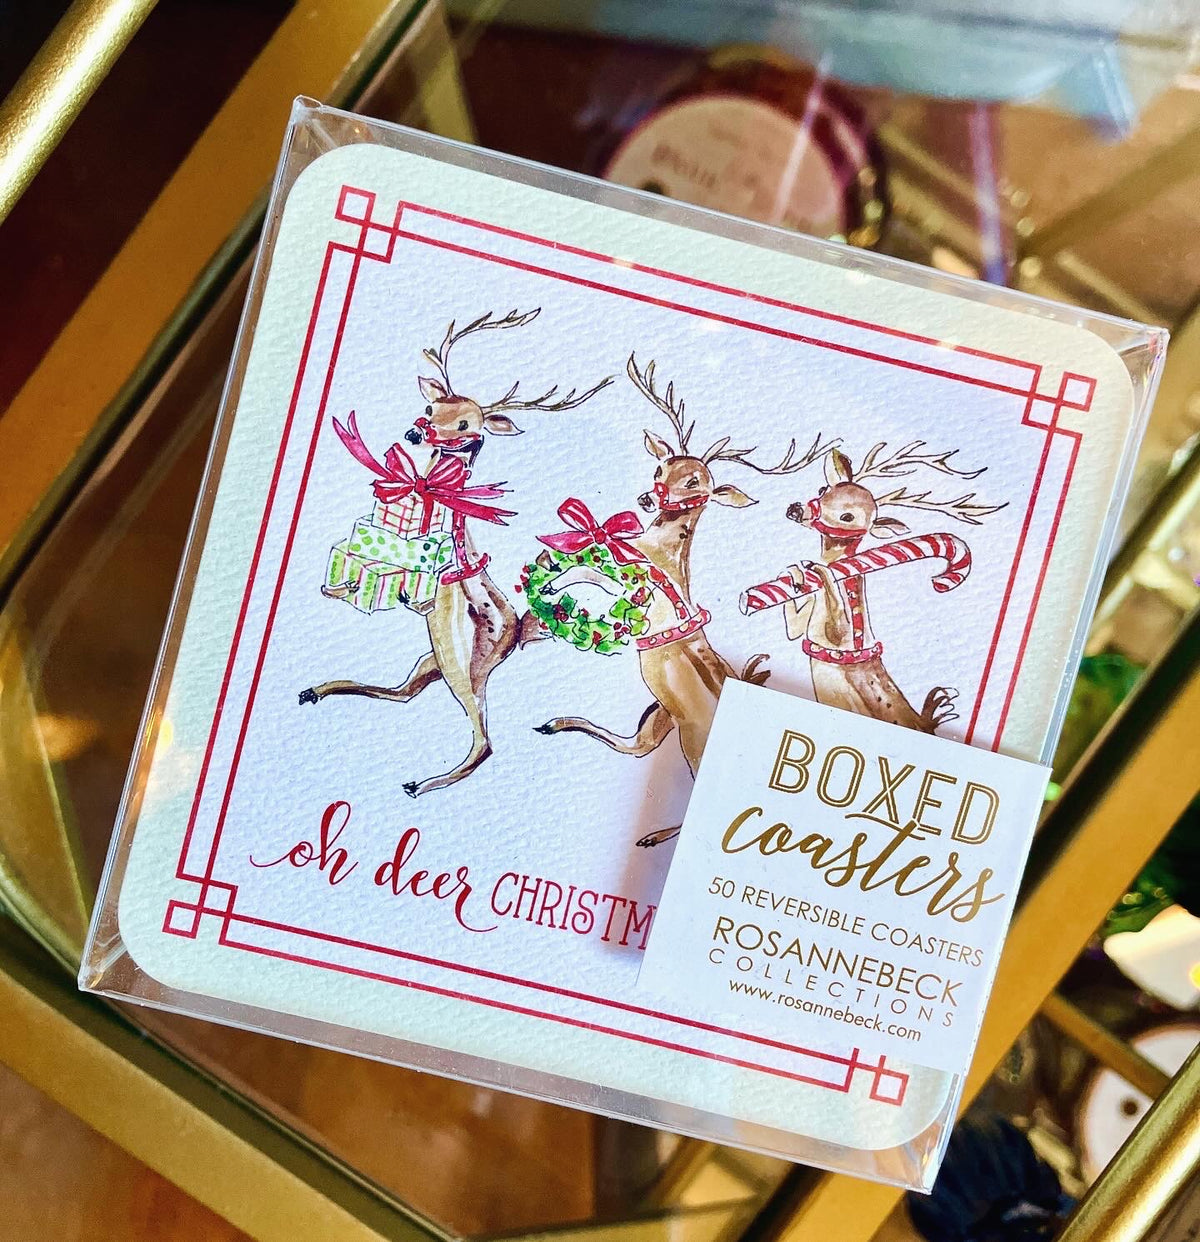 oh deer CHRISTM
BOXED
coasters
50 REVERSIBLE COASTERS
ROSANNEBECK
COLLECTIONS
www.rosannebeck.com